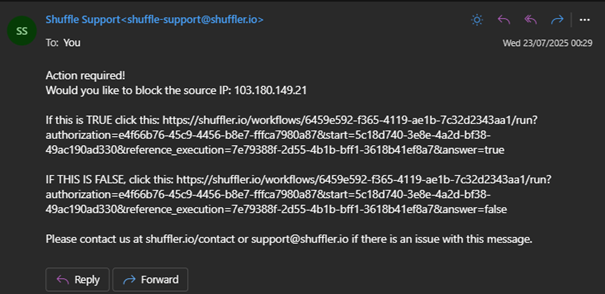 SS
Shuffle Support<shuffle-support@shuffler.io>
To: You
Wed 23/07/2025 00:29
Action required!
Would you like to block the source IP: 103.180.149.21
If this is TRUE click this: https://shuffler.io/workflows/6459e592-f365-4119-ae1b-7c32d2343aa1/run?
authorization=e4f66b76-45c9-4456-b8e7-fffca7980a87&start=5c18d740-3e8e-4a2d-bf38-
49ac190ad330&reference_execution=7e79388f-2d55-4b1b-bff1-3618b41ef8a7&answer=true
IF THIS IS FALSE, click this: https://shuffler.io/workflows/6459e592-f365-4119-ae1b-7c32d2343aa1/run?
authorization=e4f66b76-45c9-4456-b8e7-fffca7980a87&start=5c18d740-3e8e-4a2d-bf38-
49ac190ad330&reference_execution=7e79388f-2d55-4b1b-bff1-3618b41ef8a7&answer=false
Please contact us at shuffler.io/contact or support@shuffler.io if there is an issue with this message.
Reply
Forward